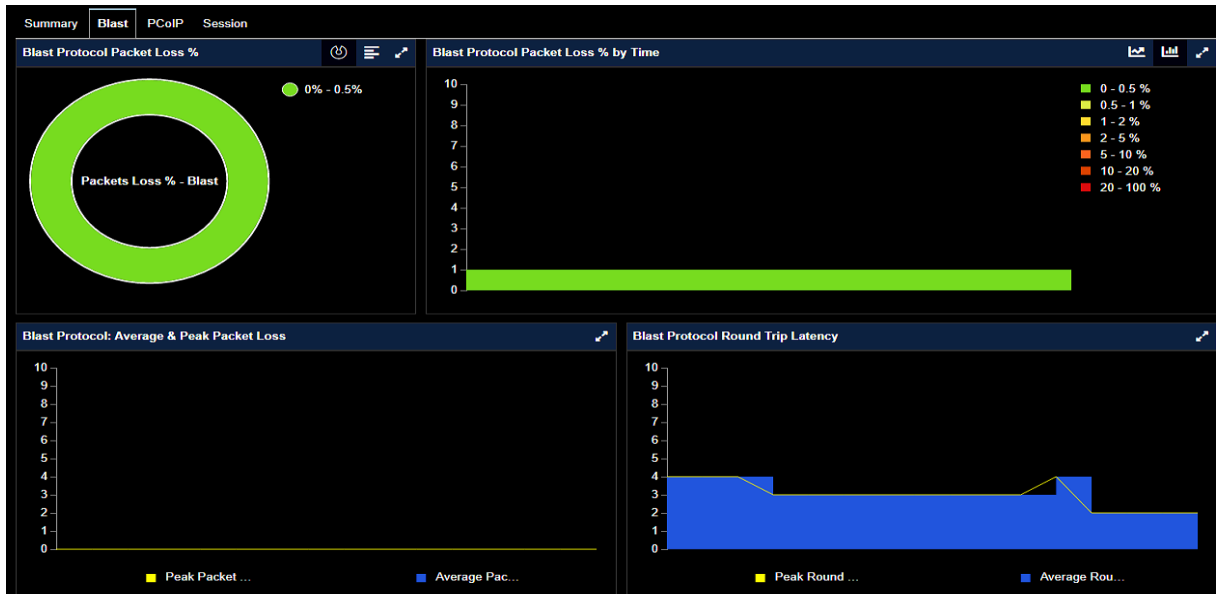 Summary Blast PCoIP Session
Blast Protocol Packet Loss %
0% - 0.5%
Packets Loss % - Blast
Blast Protocol Packet Loss % by Time
10
9
8
7
6
5
4
3
2
1
0
0 - 0.5 %
0.5 - 1 %
1 - 2 %
2 - 5 %
5 - 10 %
10 - 20 %
20 - 100 %
Blast Protocol: Average & Peak Packet Loss
10
9
8
7
6
5
4
3
2
1
0
Peak Packet ...
Average Pac...
Blast Protocol Round Trip Latency
10
9
8
7
6
5
4
3
2
1
0
Peak Round ...
Average Rou...